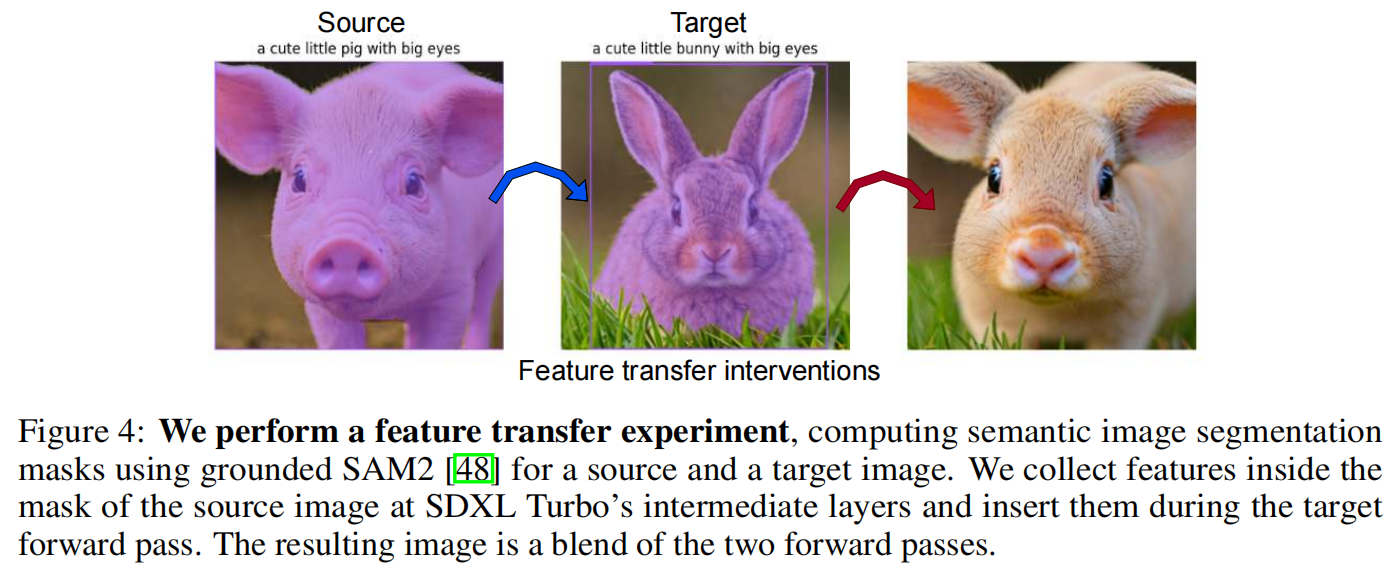 Source
Target
a cute little pig with big eyes
a cute little bunny with big eyes
Feature transfer interventions
Figure 4: We perform a feature transfer experiment, computing semantic image segmentation
masks using grounded SAM2 [48] for a source and a target image. We collect features inside the
mask of the source image at SDXL Turbo’s intermediate layers and insert them during the target
forward pass. The resulting image is a blend of the two forward passes.